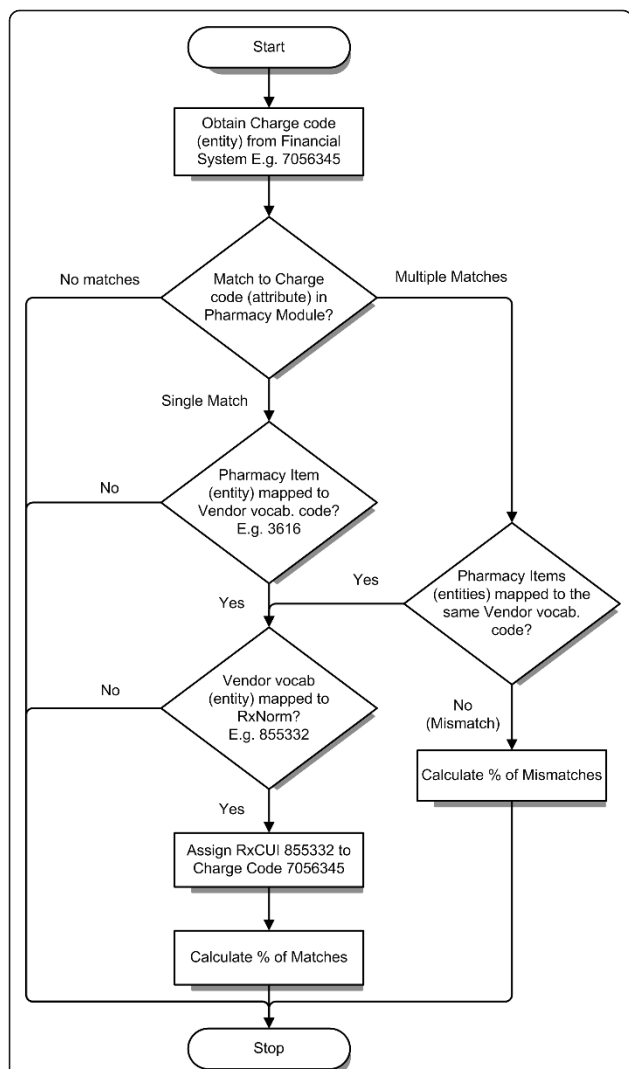 Start
Obtain Charge code
(entity) from Financial
System E.g. 7056345
No matches
Match to Charge
code (attribute) in
Pharmacy Module?
Multiple Matches
Single Match
No
Pharmacy Item
(entity) mapped to
Vendor vocab. code?
E.g. 3616
Yes
Yes
Pharmacy Items
(entities) mapped to the
same Vendor vocab.
code?
No
Vendor vocab
(entity) mapped to
RxNorm?
E.g. 855332
No
(Mismatch)
Yes
Calculate % of Mismatches
Assign RxCUI 855332 to
Charge Code 7056345
Calculate % of Matches
Stop